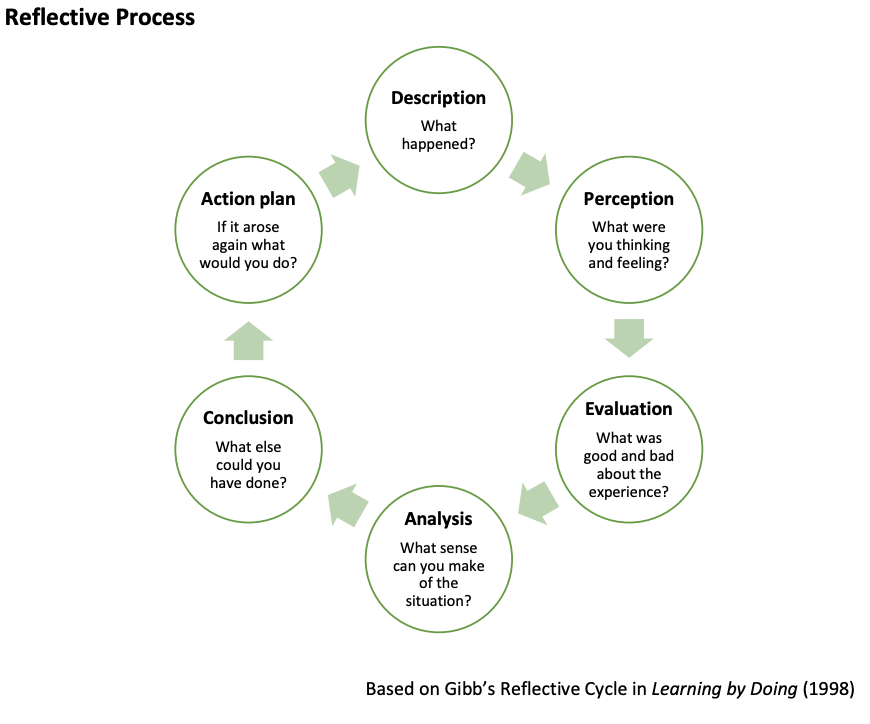 Reflective Process
Description
What
happened?
Perception
What were
you thinking
and feeling?
Evaluation
What was
good and bad
about the
experience?
Analysis
What sense
can you make
of the
situation?
Conclusion
What else
could you
have done?
Action plan
If it arose
again what
would you do?
Based on Gibb’s Reflective Cycle in Learning by Doing (1998)